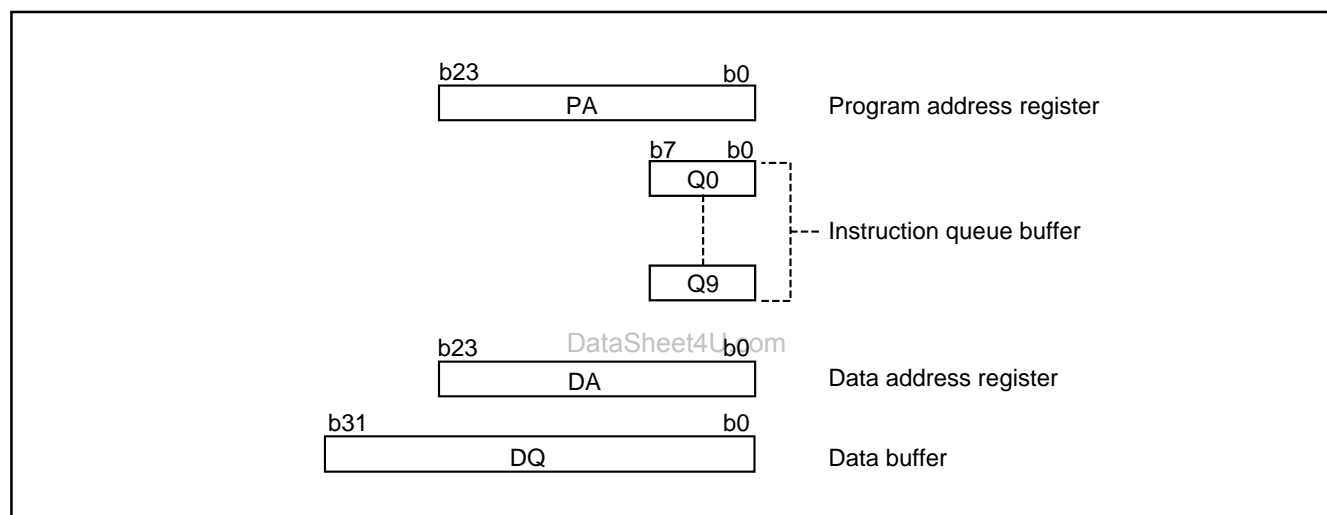 b23 b0
PA Program address register
b7 b0
Q0
Instruction queue buffer
Q9
DataSheet4U.com
b23 b0
DA Data address register
b31 b0
DQ Data buffer